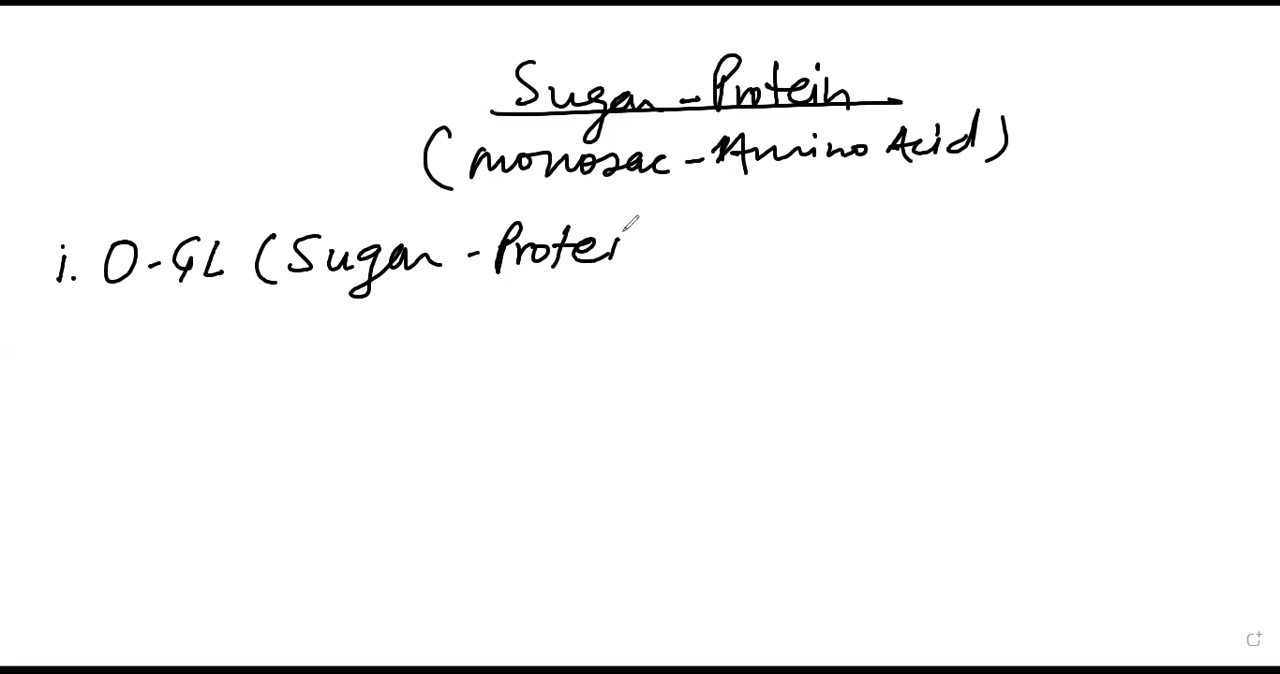 Sugar - Protein
(monosac - Amino Acid)
i. O-GL (Sugar - Protei